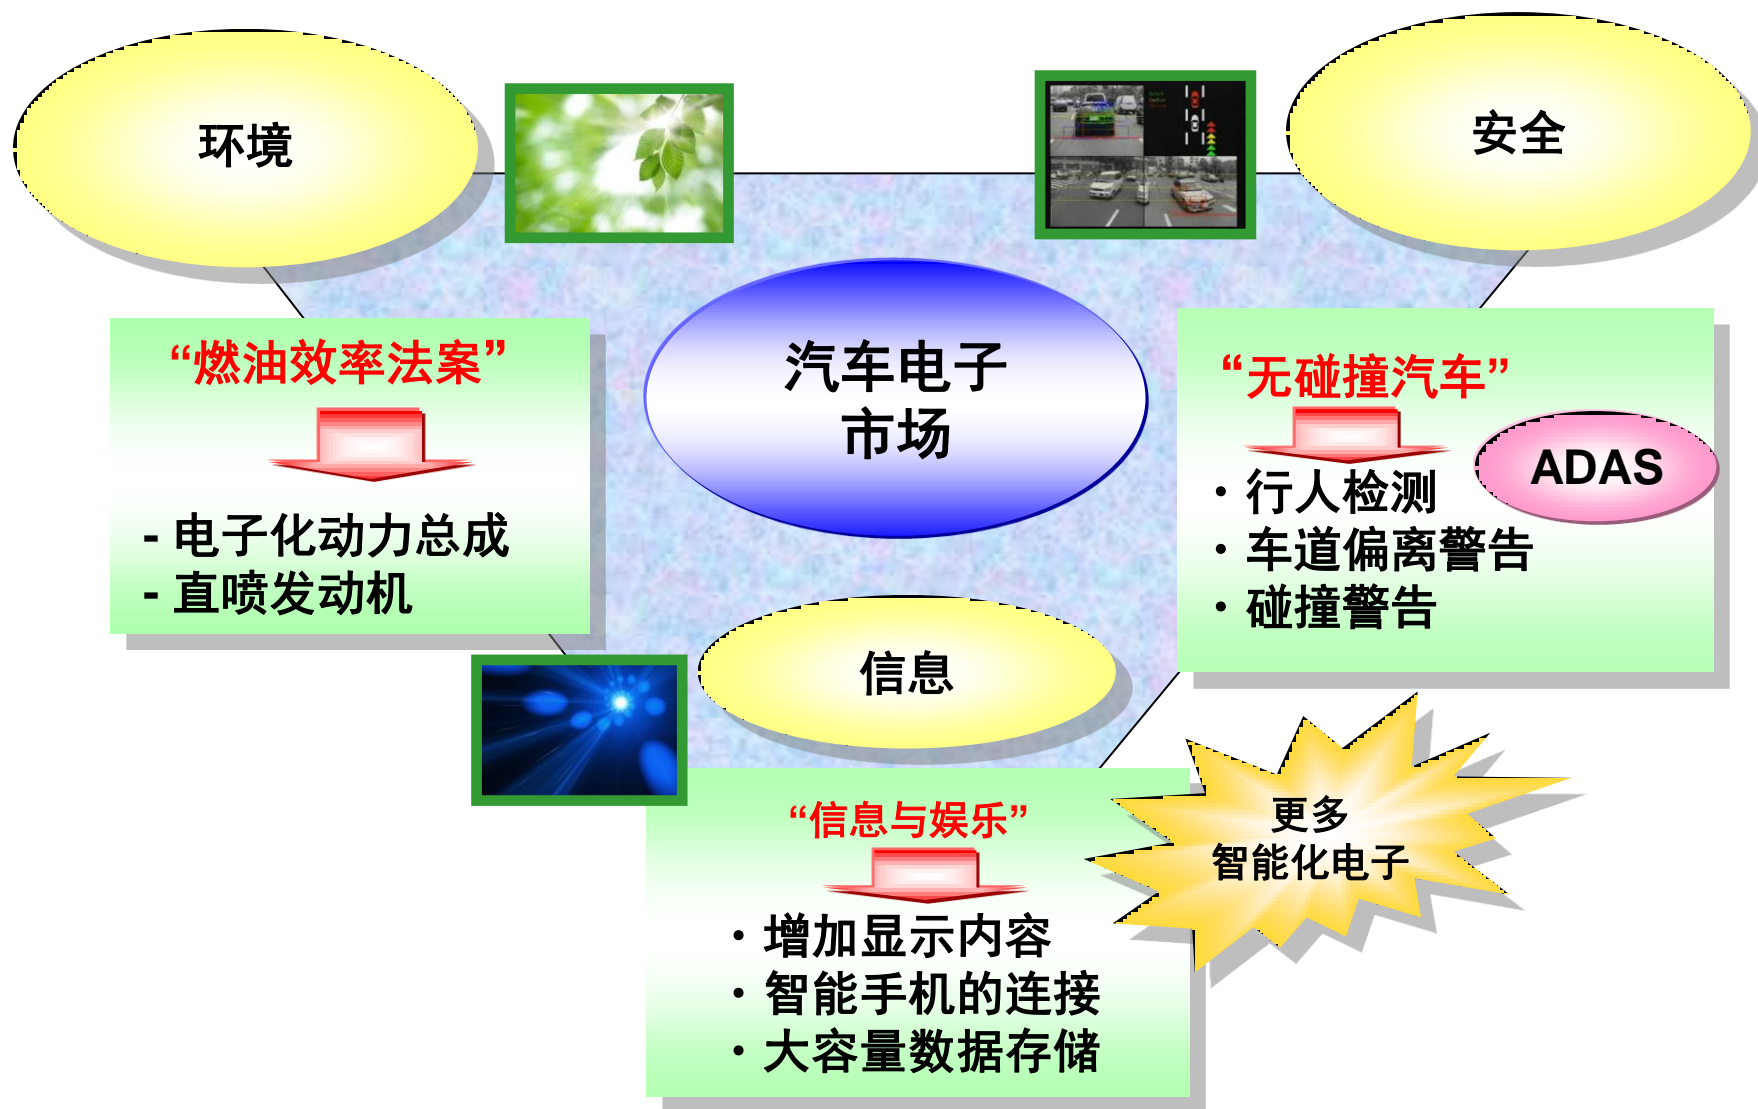 环境
安全
汽车电子
市场
“燃油效率法案”
- 电子化动力总成
- 直喷发动机
“无碰撞汽车”
ADAS
·行人检测
·车道偏离警告
·碰撞警告
信息
“信息与娱乐”
·增加显示内容
·智能手机的连接
·大容量数据存储
更多
智能化电子